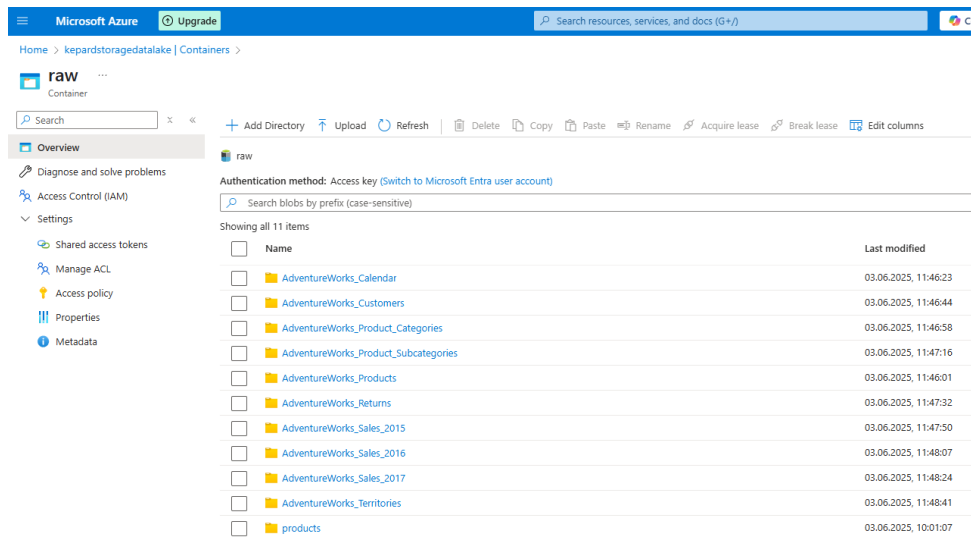 Microsoft Azure Upgrade Search resources, services, and docs (G+/)
Home > kepardstoragedatalake | Containers >
raw ...
Container
Search
Add Directory Upload Refresh Delete Copy Paste Rename Acquire lease Break lease Edit columns
Overview
Diagnose and solve problems
Access Control (IAM)
Settings
Shared access tokens
Manage ACL
Access policy
Properties
Metadata
raw
Authentication method: Access key (Switch to Microsoft Entra user account)
Search blobs by prefix (case-sensitive)
Showing all 11 items
Name Last modified
AdventureWorks_Calendar 03.06.2025, 11:46:23
AdventureWorks_Customers 03.06.2025, 11:46:44
AdventureWorks_Product_Categories 03.06.2025, 11:46:58
AdventureWorks_Product_Subcategories 03.06.2025, 11:47:16
AdventureWorks_Products 03.06.2025, 11:46:01
AdventureWorks_Returns 03.06.2025, 11:47:32
AdventureWorks_Sales_2015 03.06.2025, 11:47:50
AdventureWorks_Sales_2016 03.06.2025, 11:48:07
AdventureWorks_Sales_2017 03.06.2025, 11:48:24
AdventureWorks_Territories 03.06.2025, 11:48:41
products 03.06.2025, 10:01:07